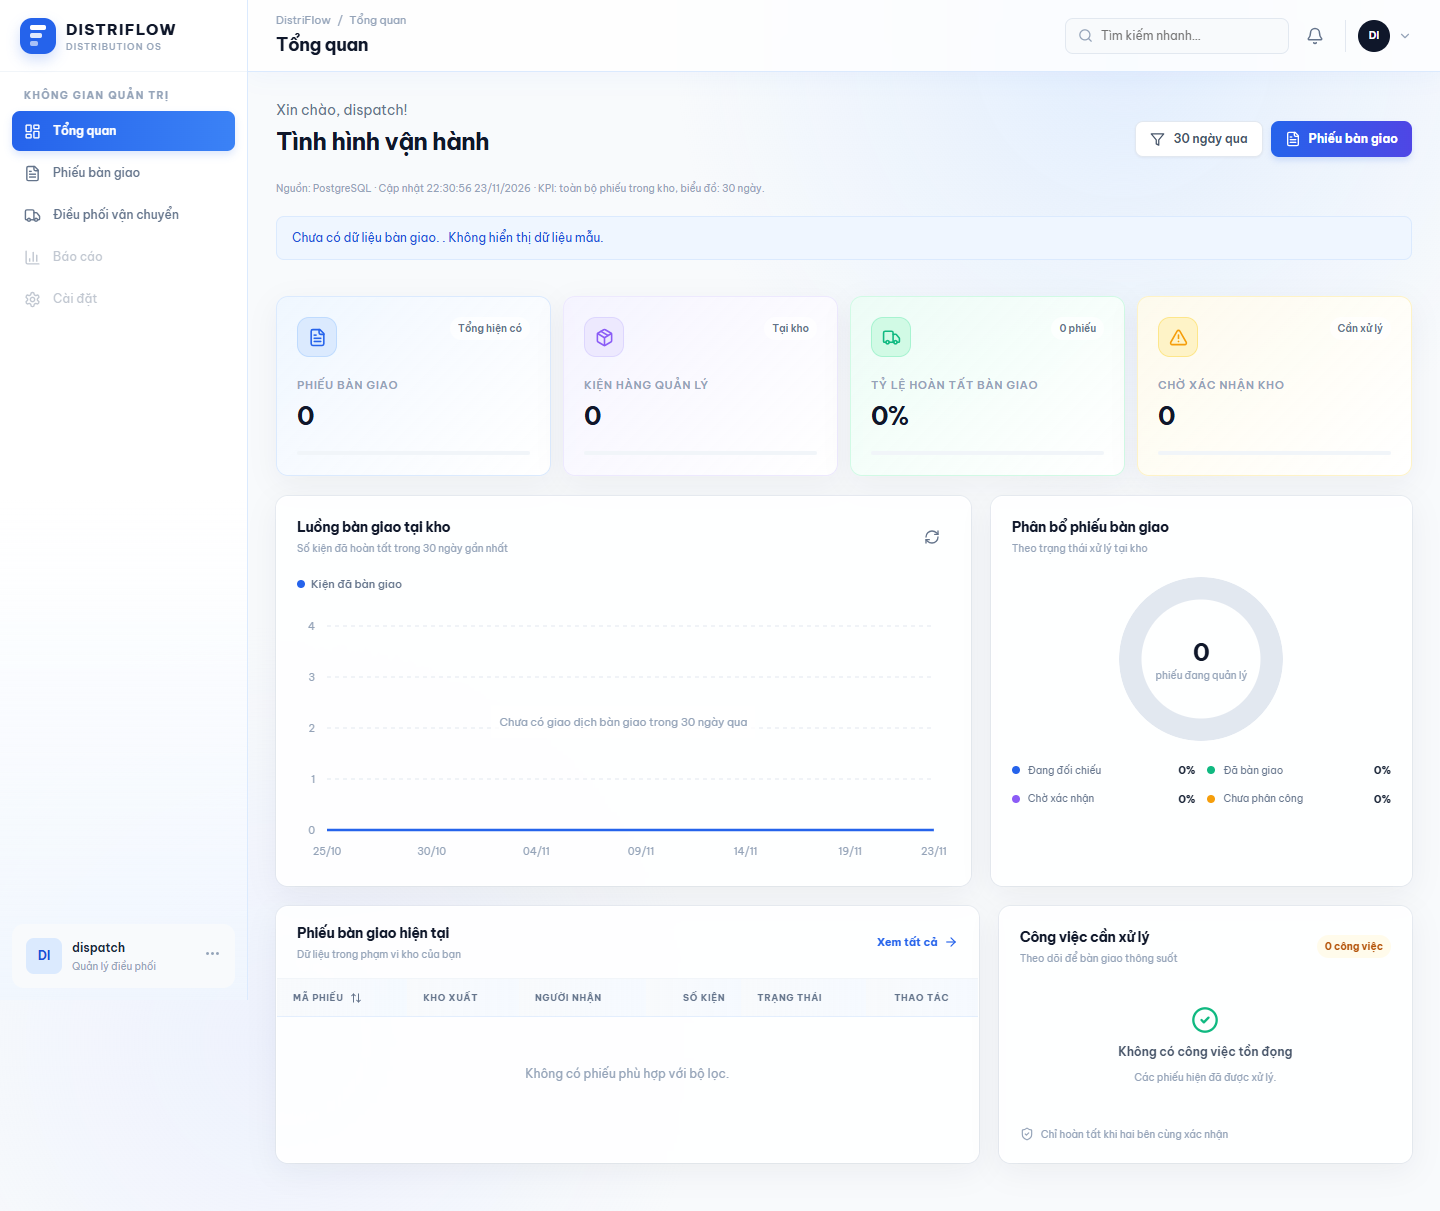 DISTRIFLOW
DISTRIBUTION OS
KHÔNG GIAN QUẢN TRỊ
Tổng quan
Phiếu bàn giao
Điều phối vận chuyển
Báo cáo
Cài đặt
DI
dispatch
Quản lý điều phối
DistriFlow / Tổng quan
Tổng quan
Tìm kiếm nhanh...
DI
Xin chào, dispatch!
Tình hình vận hành
30 ngày qua
Phiếu bàn giao
Nguồn: PostgreSQL · Cập nhật 22:30:56 23/11/2026 · KPI: toàn bộ phiếu trong kho, biểu đồ: 30 ngày.
Chưa có dữ liệu bàn giao. . Không hiển thị dữ liệu mẫu.
Tổng hiện có
PHIẾU BÀN GIAO
0
Tại kho
KIỆN HÀNG QUẢN LÝ
0
0 phiếu
TỶ LỆ HOÀN TẤT BÀN GIAO
0%
Cần xử lý
CHỜ XÁC NHẬN KHO
0
Luồng bàn giao tại kho
Số kiện đã hoàn tất trong 30 ngày gần nhất
Kiện đã bàn giao
4
3
2
1
0
Chưa có giao dịch bàn giao trong 30 ngày qua
25/10 30/10 04/11 09/11 14/11 19/11 23/11
Phân bổ phiếu bàn giao
Theo trạng thái xử lý tại kho
0
phiếu đang quản lý
Đang đối chiếu 0% Đã bàn giao 0%
Chờ xác nhận 0% Chưa phân công 0%
Phiếu bàn giao hiện tại
Dữ liệu trong phạm vi kho của bạn
Xem tất cả
MÃ PHIẾU KHO XUẤT NGƯỜI NHẬN SỐ KIỆN TRẠNG THÁI THAO TÁC
Không có phiếu phù hợp với bộ lọc.
Công việc cần xử lý
Theo dõi để bàn giao thông suốt
0 công việc
Không có công việc tồn đọng
Các phiếu hiện đã được xử lý.
Chỉ hoàn tất khi hai bên cùng xác nhận